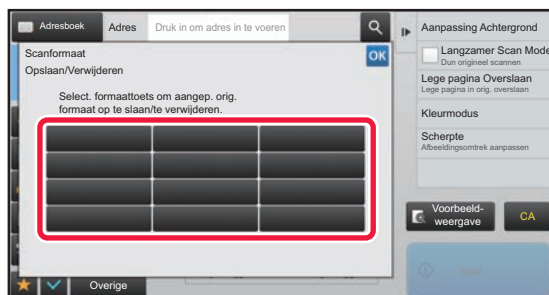 Adresboek
Adres
Druk in om adres in te voeren
Scanformaat
OK
Opslaan/Verwijderen
Select. formaattoets om aangep. orig.
formaat op te slaan/te verwijderen.
Overige
Aanpassing Achtergrond
Langzamer Scan Mode
Dun origineel scannen
Lege pagina Overslaan
Lege pagina in orig. overslaan
Kleurmodus
Scherpte
Afbeeldingsomtrek aanpassen
Voorbeeld-
weergave
CA
Start